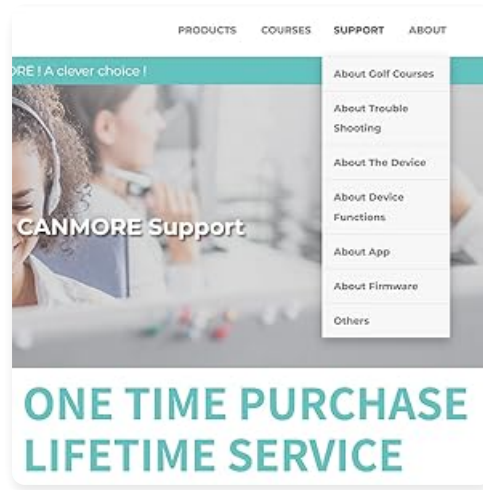 PRODUCTS COURSES SUPPORT ABOUT
! A clever choice !
About Golf Courses
About Trouble
Shooting
About The Device
About Device
Functions
About App
About Firmware
Others
CANMORE Support
ONE TIME PURCHASE
LIFETIME SERVICE